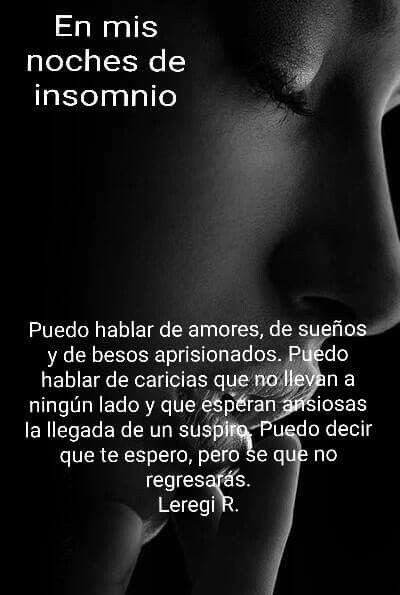 En mis
noches de
insomnio
Puedo hablar de amores, de sueños
y de besos aprisionados. Puedo
hablar de caricias que no llevan a
ningún lado y que esperan ansiosas
la llegada de un suspiro. Puedo decir
que te espero, pero se que no
regresarás.
Leregi R.